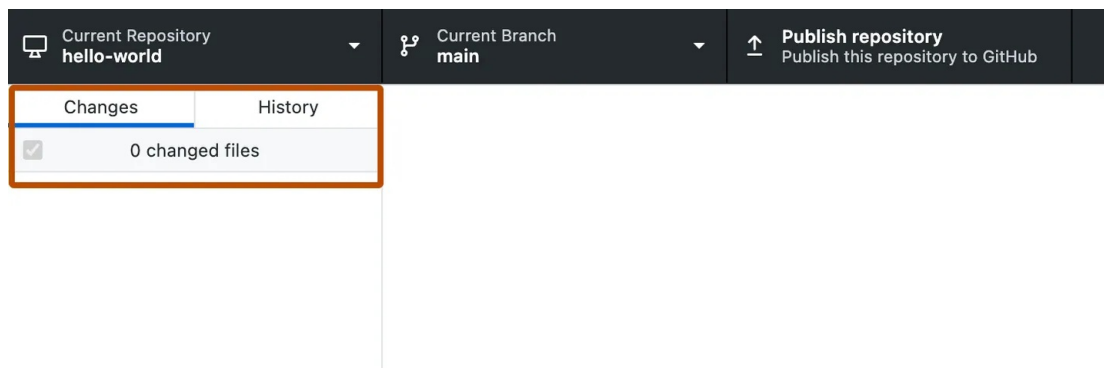 Current Repository
hello-world
Current Branch
main
Publish repository
Publish this repository to GitHub
Changes
History
0 changed files